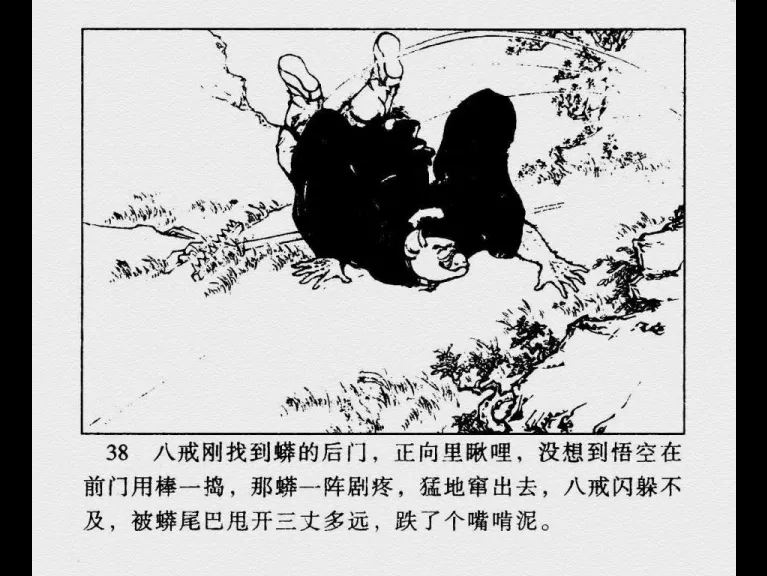 38 八戒刚找到蟒的后门，正向里瞅哩，没想到悟空在
前门用棒一捣，那蟒一阵剧疼，猛地窜出去，八戒闪躲不
及，被蟒尾巴甩开三丈多远，跌了个嘴啃泥。